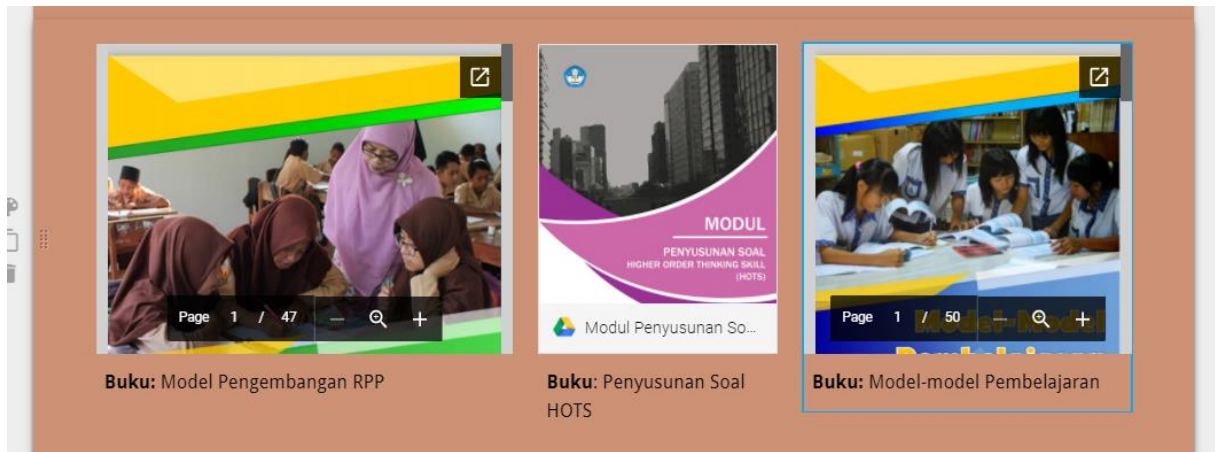 Page 1 / 47
Buku: Model Pengembangan RPP
MODUL
PENYUSUNAN SOAL
HIGHER ORDER THINKING SKILL
(HOTS)
Modul Penyusunan So...
Buku: Penyusunan Soal
HOTS
Page 1 / 50
Model-Model
Pembelajaran
Buku: Model-model Pembelajaran